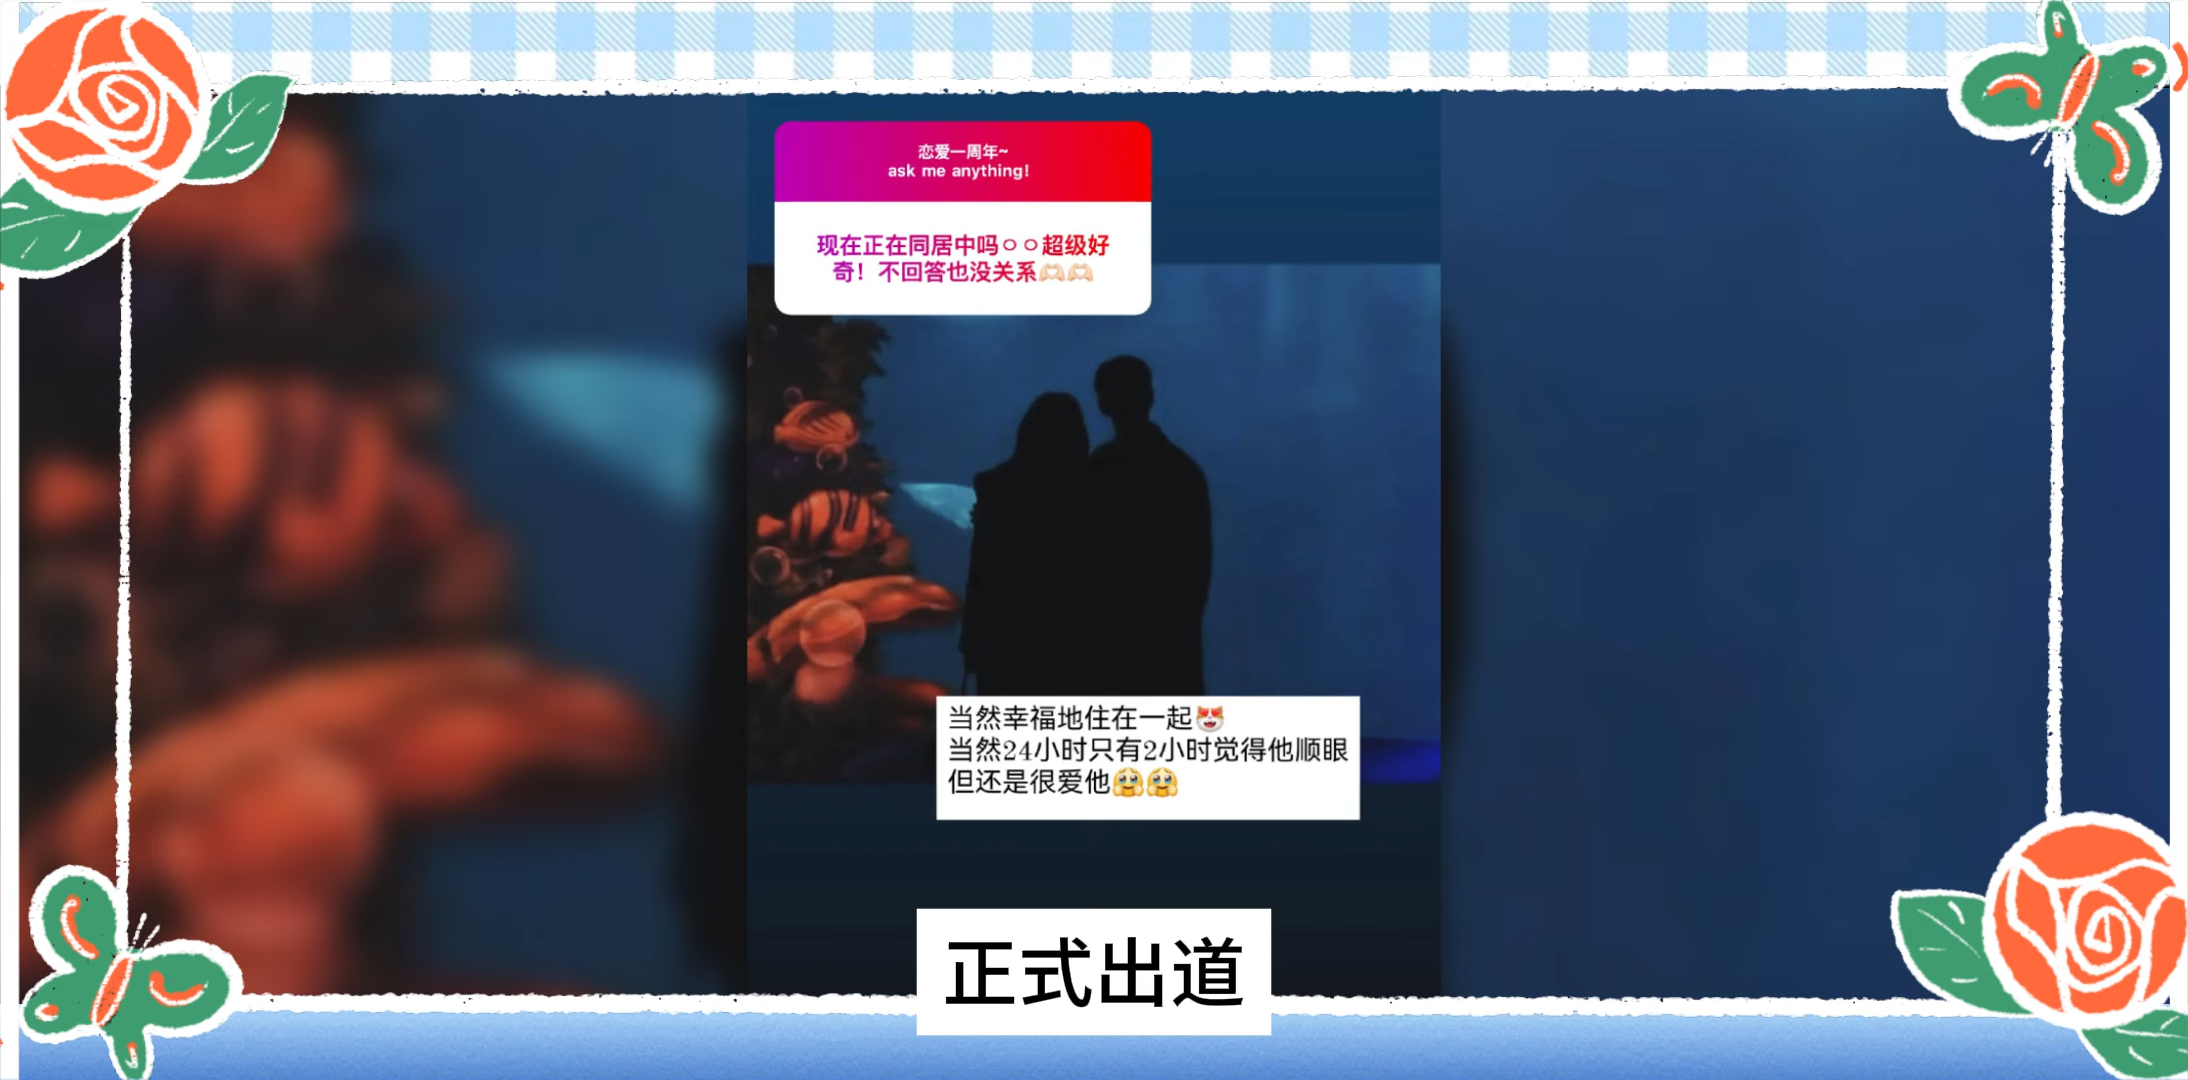 恋爱一周年~
ask me anything!
现在正在同居中吗○○超级好
奇！不回答也没关系🫶🏻🫶🏻
当然幸福地住在一起😻
当然24小时只有2小时觉得他顺眼
但还是很爱他🥹🥹
正式出道